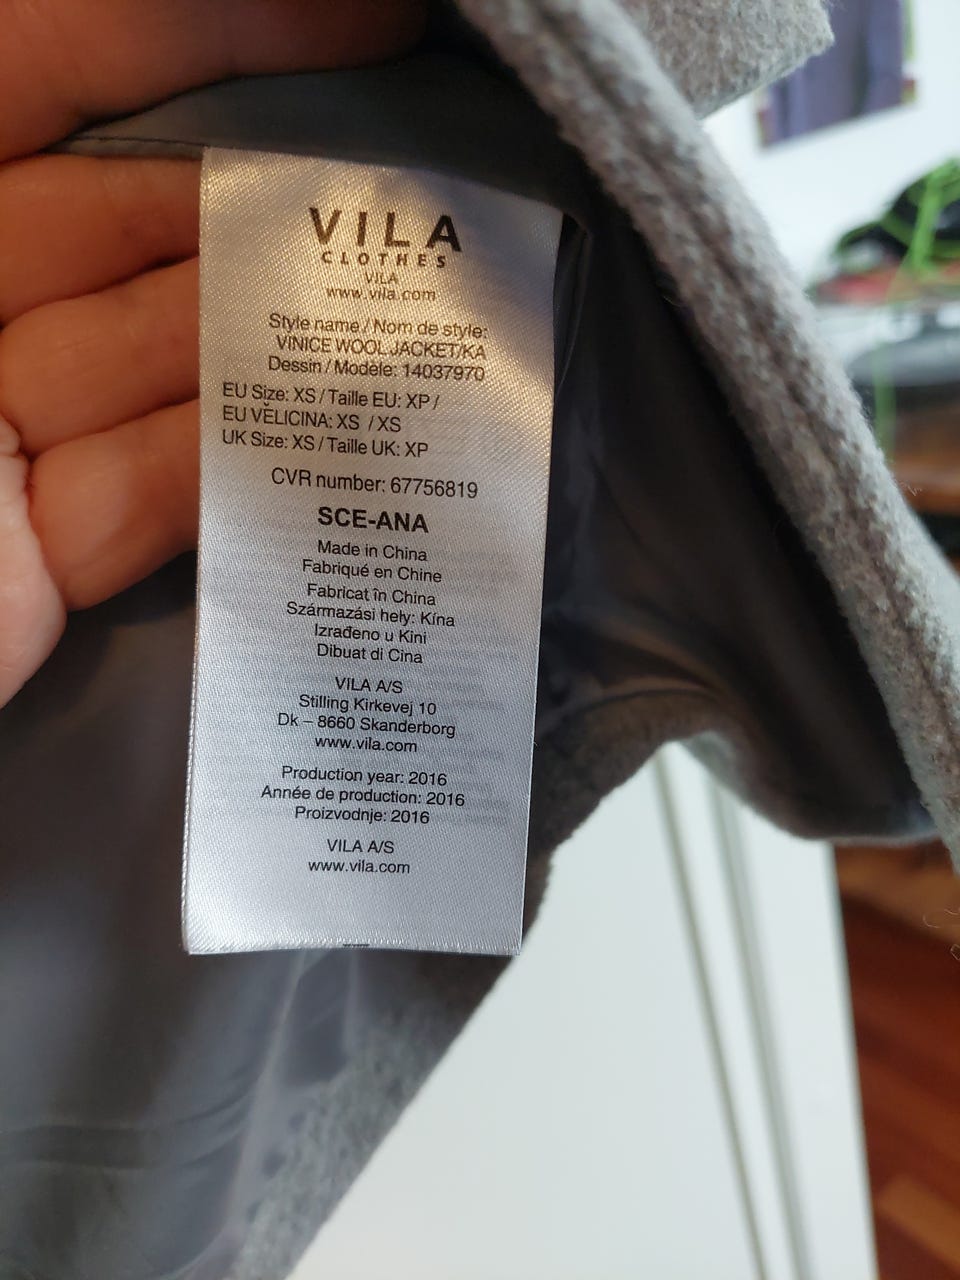 VILA
CLOTHES
VILA
www.vila.com
Style name / Nom de style:
VINICE WOOL JACKET/KA
Dessin / Modèle: 14037970
EU Size: XS / Taille EU: XP /
EU VĚLICINA: XS / XS
UK Size: XS / Taille UK: XP
CVR number: 67756819
SCE-ANA
Made in China
Fabriqué en Chine
Fabricat în China
Származási hely: Kína
Izrađeno u Kini
Dibuat di Cina
VILA A/S
Stilling Kirkevej 10
Dk – 8660 Skanderborg
www.vila.com
Production year: 2016
Année de production: 2016
Proizvodnje: 2016
VILA A/S
www.vila.com